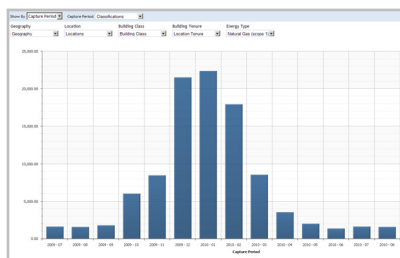 Show By Capture Period Capture Period Classifications
Geography Location Building Class Building Tenure Energy Type
Geography Locations Building Class Location Tenure Natural Gas (scope 1)
25,000.00
20,000.00
15,000.00
10,000.00
5,000.00
0.00
2009 - 07 2009 - 08 2009 - 09 2009 - 10 2009 - 11 2009 - 12 2010 - 01 2010 - 02 2010 - 03 2010 - 04 2010 - 05 2010 - 06 2010 - 07 2010 - 08
Capture Period